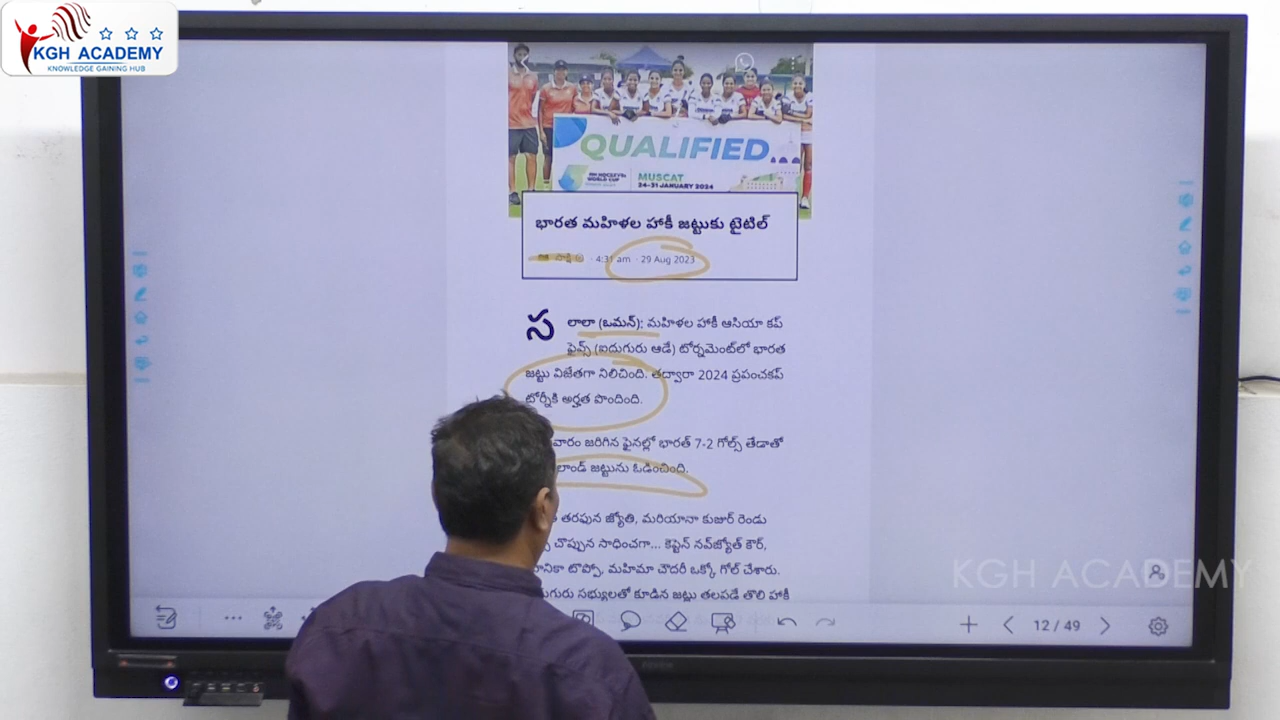 KGH ACADEMY
KNOWLEDGE GAINING HUB
QUALIFIED
MUSCAT
24-31 JANUARY 2024
భారత మహిళల హాకీ జట్టుకు టైటిల్
4:31 am · 29 Aug 2023
సలాలా (ఒమన్): మహిళల హాకీ ఆసియా కప్
ఫైవ్స్ (ఐదుగురు ఆడే) టోర్నమెంట్‌లో భారత
జట్టు విజేతగా నిలిచింది. తద్వారా 2024 ప్రపంచకప్
టోర్నీకి అర్హత పొందింది.
వారం జరిగిన ఫైనల్లో భారత్ 7-2 గోల్స్ తేడాతో
లాండ్ జట్టును ఓడించింది.
తరఫున జ్యోతి, మరియానా కుజుర్ రెండు
చొప్పున సాధించగా... కెప్టెన్ నవ్‌జ్యోత్ కౌర్,
టొప్పో, మహిమా చౌదరీ ఒక్కో గోల్ చేశారు.
సభ్యులతో కూడిన జట్లు తలపడే తొలి హాకీ
KGH ACADEMY
12 / 49